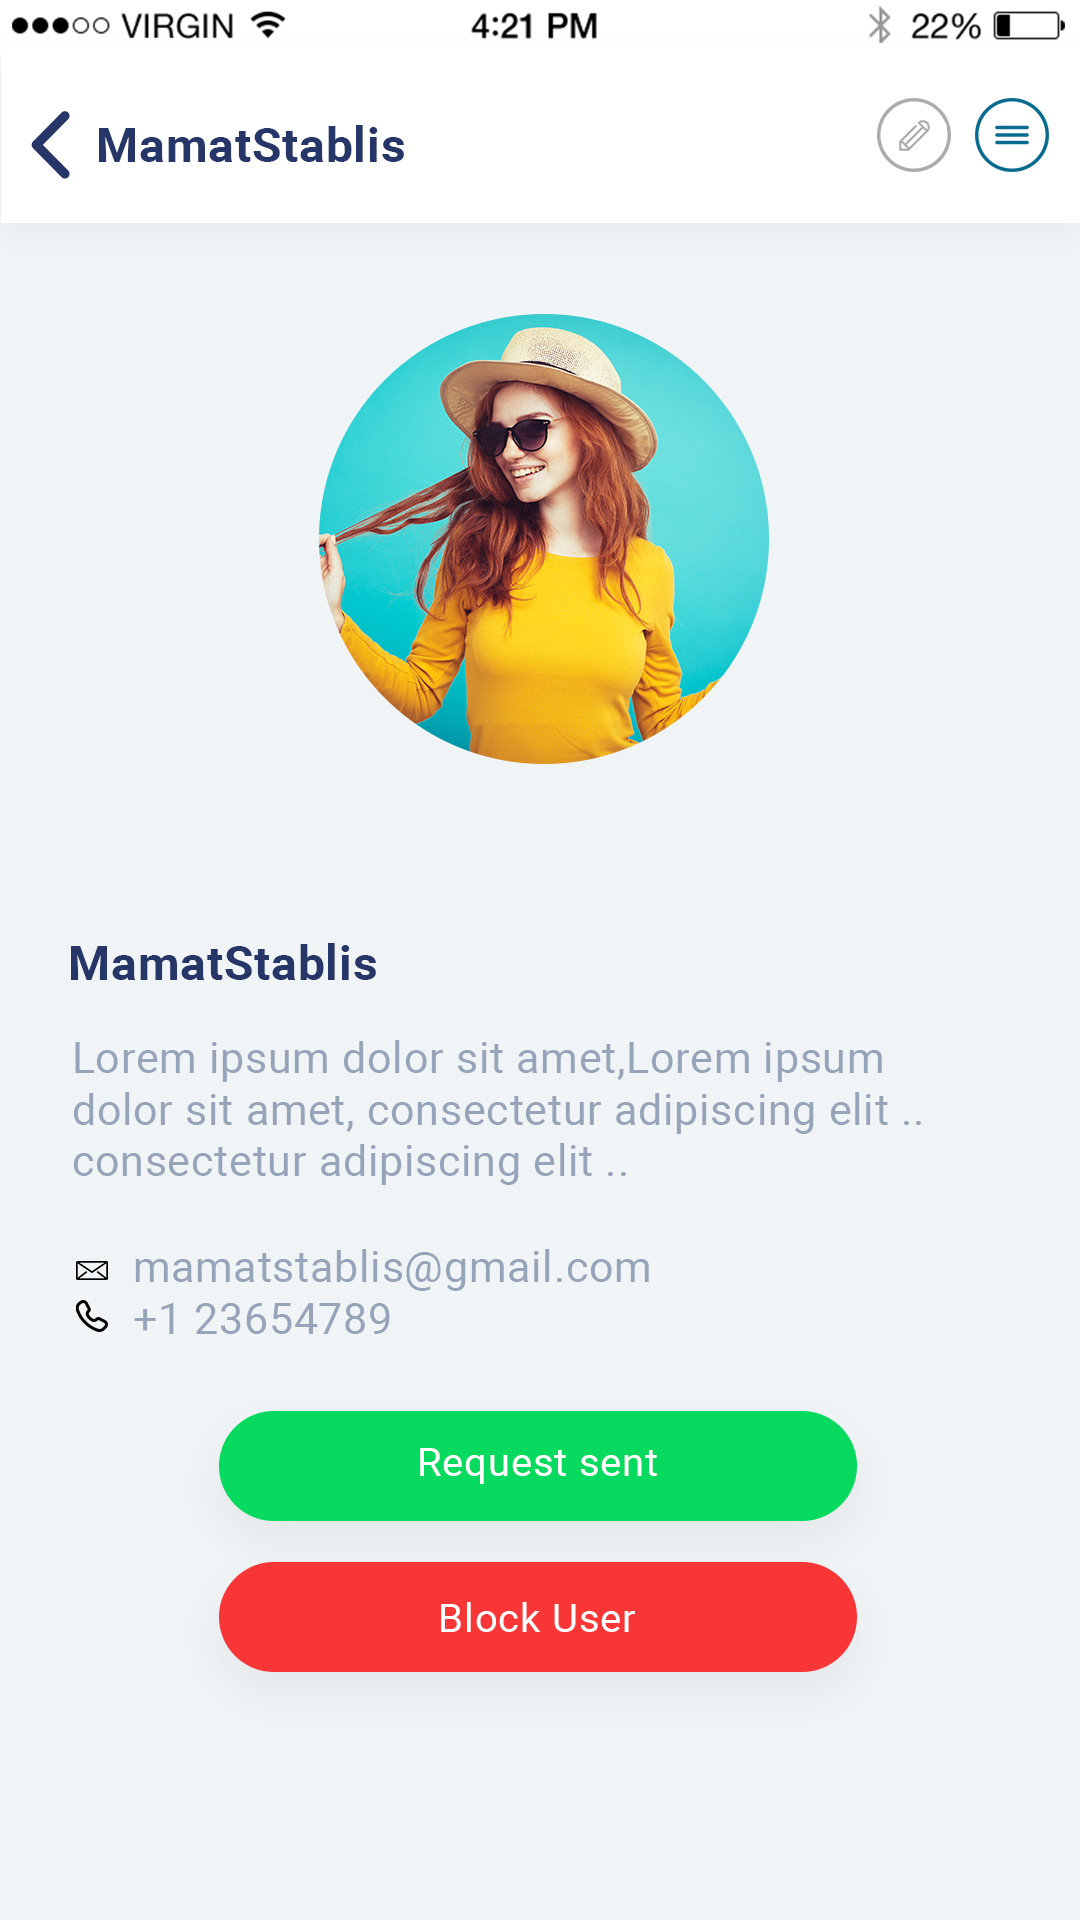 VIRGIN 4:21 PM 22%
MamatStablis
MamatStablis
Lorem ipsum dolor sit amet,Lorem ipsum
dolor sit amet, consectetur adipiscing elit ..
consectetur adipiscing elit ..
mamatstablis@gmail.com
+1 23654789
Request sent
Block User